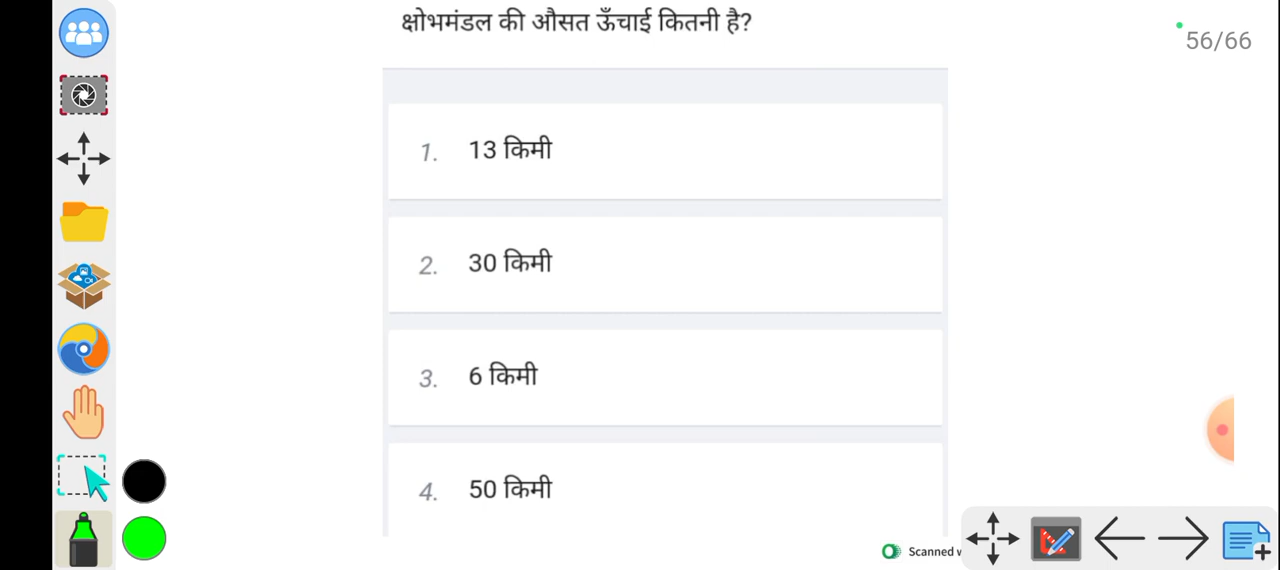 क्षोभमंडल की औसत ऊँचाई कितनी है?
56/66
1. 13 किमी
2. 30 किमी
3. 6 किमी
4. 50 किमी
Scanned